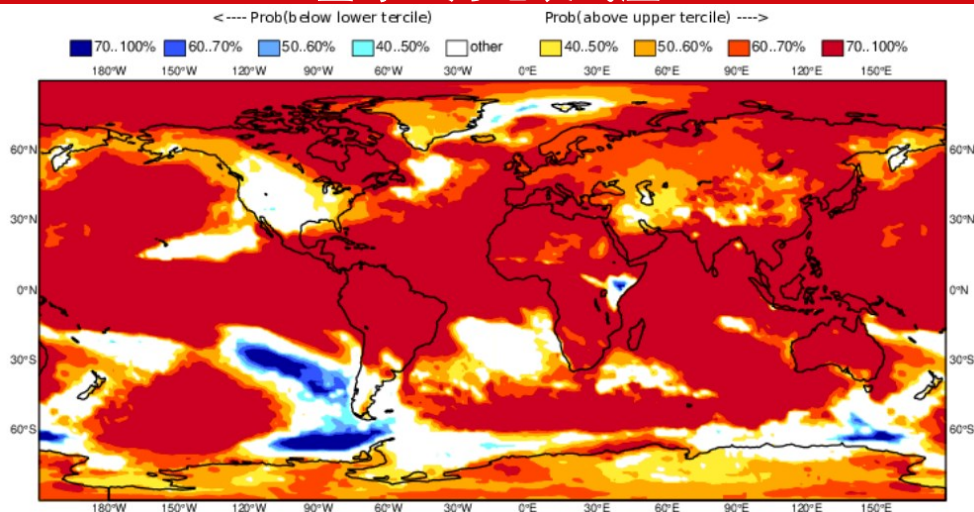 <---- Prob(below lower tercile) Prob(above upper tercile) ---->
70..100% 60..70% 50..60% 40..50% other 40..50% 50..60% 60..70% 70..100%
180°W 150°W 120°W 90°W 60°W 30°W 0°E 30°E 60°E 90°E 120°E 150°E
60°N 60°N
30°N 30°N
0°N 0°N
30°S 30°S
60°S 60°S
180°W 150°W 120°W 90°W 60°W 30°W 0°E 30°E 60°E 90°E 120°E 150°E